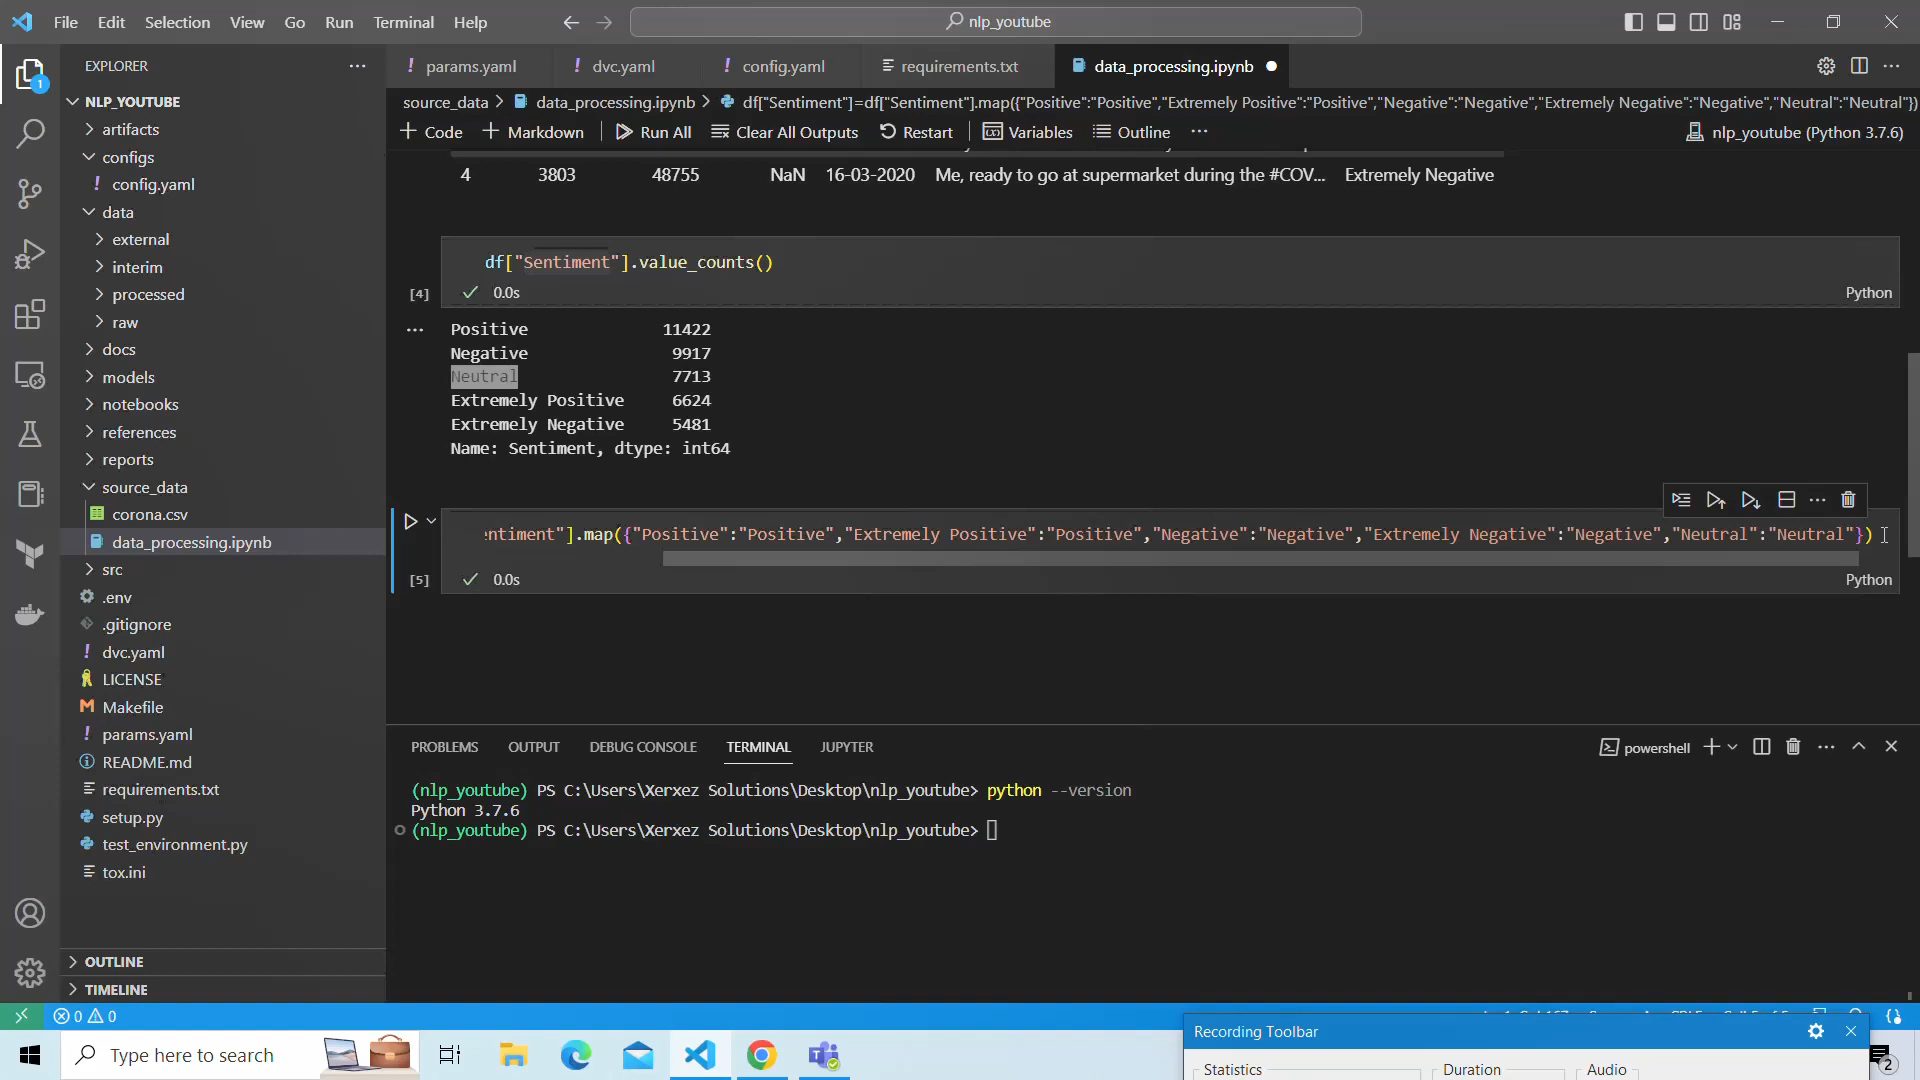 File Edit Selection View Go Run Terminal Help
nlp_youtube
EXPLORER
NLP_YOUTUBE
artifacts
configs
config.yaml
data
external
interim
processed
raw
docs
models
notebooks
references
reports
source_data
corona.csv
data_processing.ipynb
src
.env
.gitignore
dvc.yaml
LICENSE
Makefile
params.yaml
README.md
requirements.txt
setup.py
test_environment.py
tox.ini
OUTLINE
TIMELINE
params.yaml dvc.yaml config.yaml requirements.txt data_processing.ipynb
source_data > data_processing.ipynb > df["Sentiment"]=df["Sentiment"].map({"Positive":"Positive","Extremely Positive":"Positive","Negative":"Negative","Extremely Negative":"Negative","Neutral":"Neutral"})
+ Code + Markdown Run All Clear All Outputs Restart Variables Outline ... nlp_youtube (Python 3.7.6)
4 3803 48755 NaN 16-03-2020 Me, ready to go at supermarket during the #COV... Extremely Negative
df["Sentiment"].value_counts()
[4] 0.0s Python
Positive 11422
Negative 9917
Neutral 7713
Extremely Positive 6624
Extremely Negative 5481
Name: Sentiment, dtype: int64
entiment"].map({"Positive":"Positive","Extremely Positive":"Positive","Negative":"Negative","Extremely Negative":"Negative","Neutral":"Neutral"})
[5] 0.0s Python
PROBLEMS OUTPUT DEBUG CONSOLE TERMINAL JUPYTER powershell
(nlp_youtube) PS C:\Users\Xerxez Solutions\Desktop\nlp_youtube> python --version
Python 3.7.6
(nlp_youtube) PS C:\Users\Xerxez Solutions\Desktop\nlp_youtube>
0 0
Recording Toolbar
Statistics Duration Audio
Type here to search
2
1